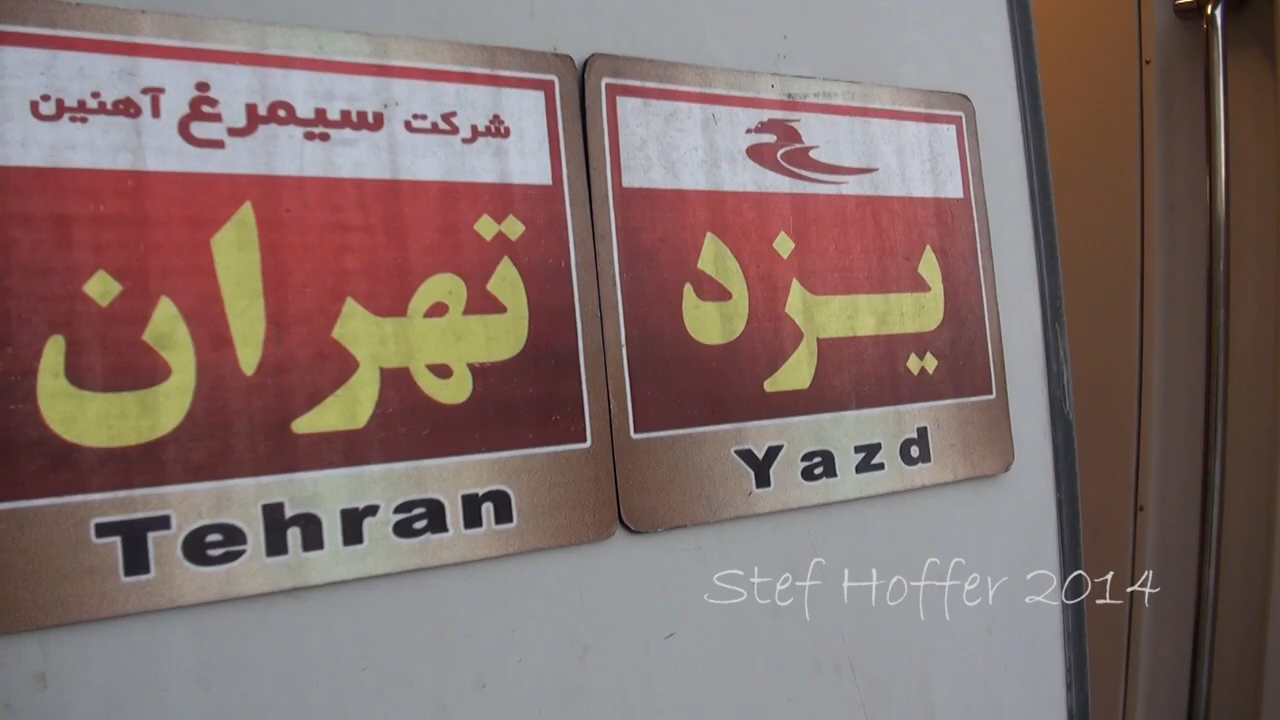 شرکت سیمرغ آهنین
تهران
Tehran
یزد
Yazd
Stef Hoffer 2014